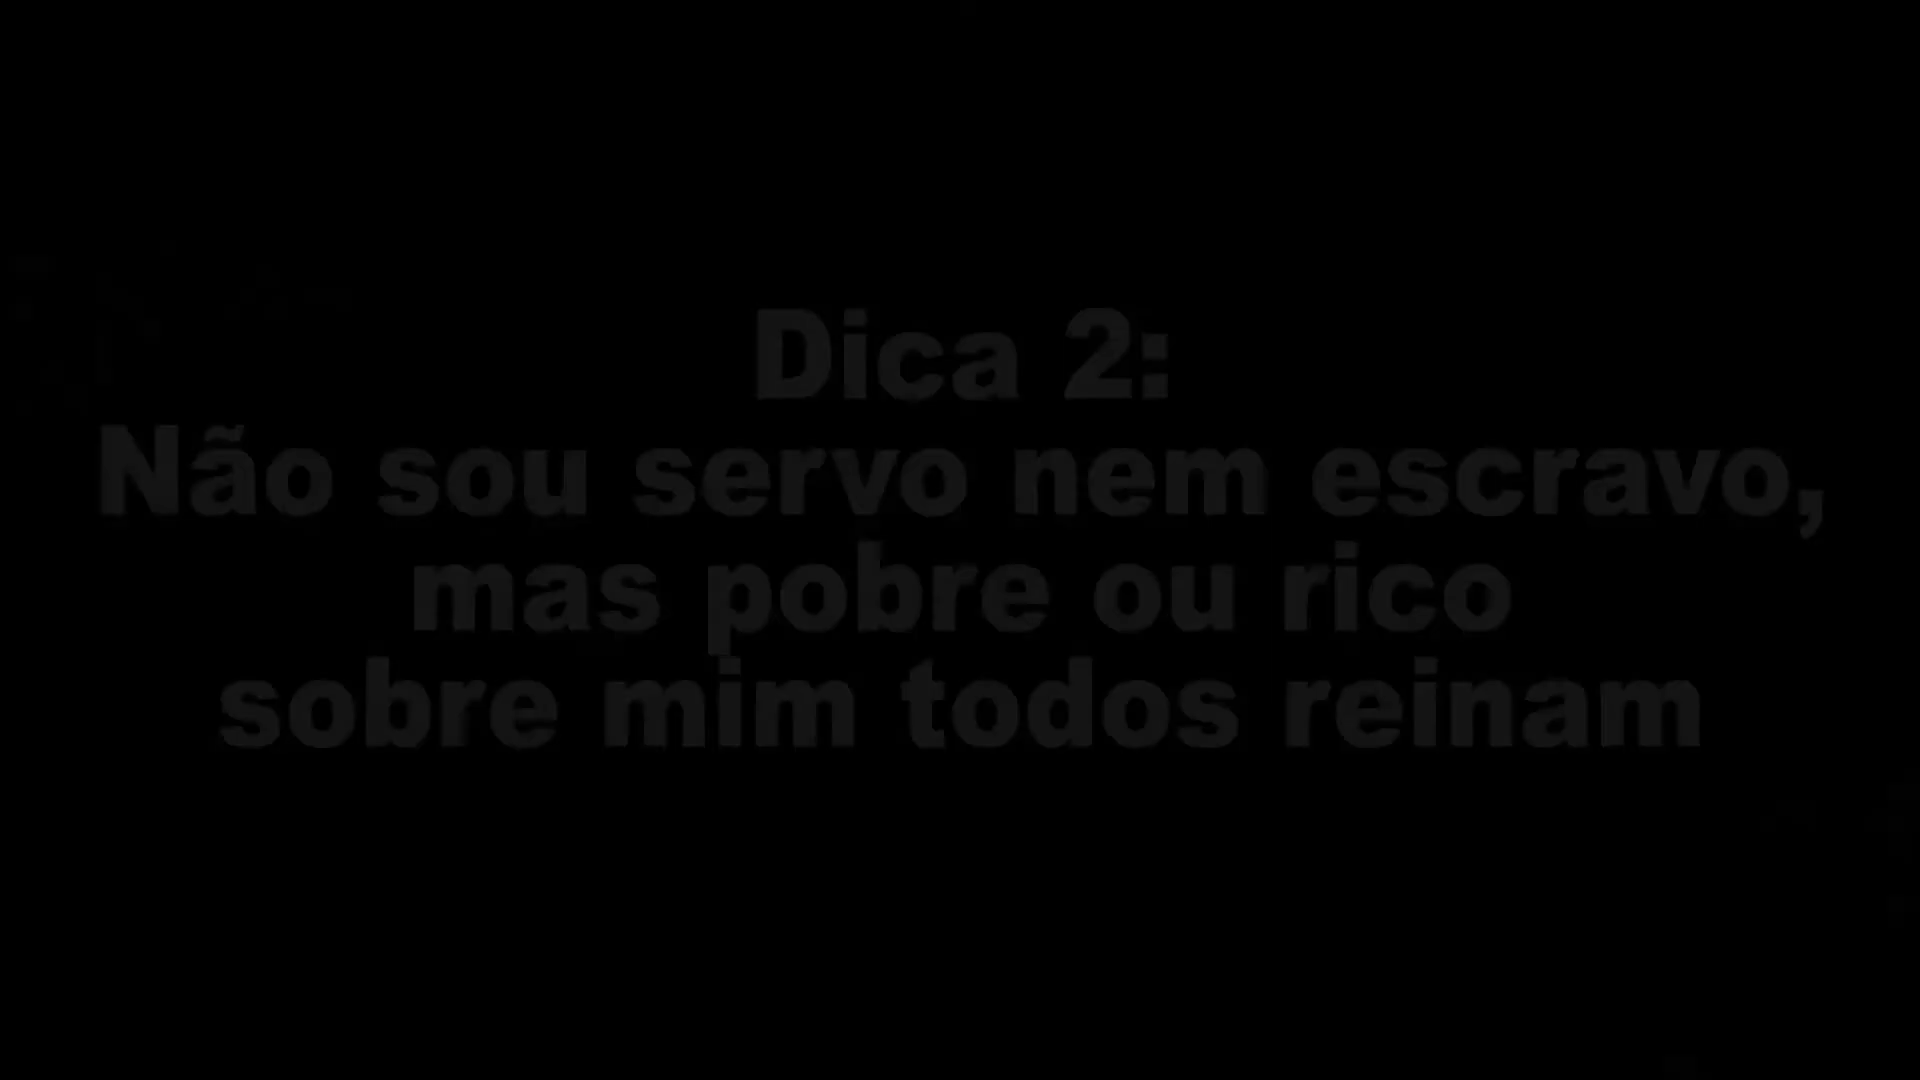 Dica 2:
Não sou servo nem escravo,
mas pobre ou rico
sobre mim todos reinam